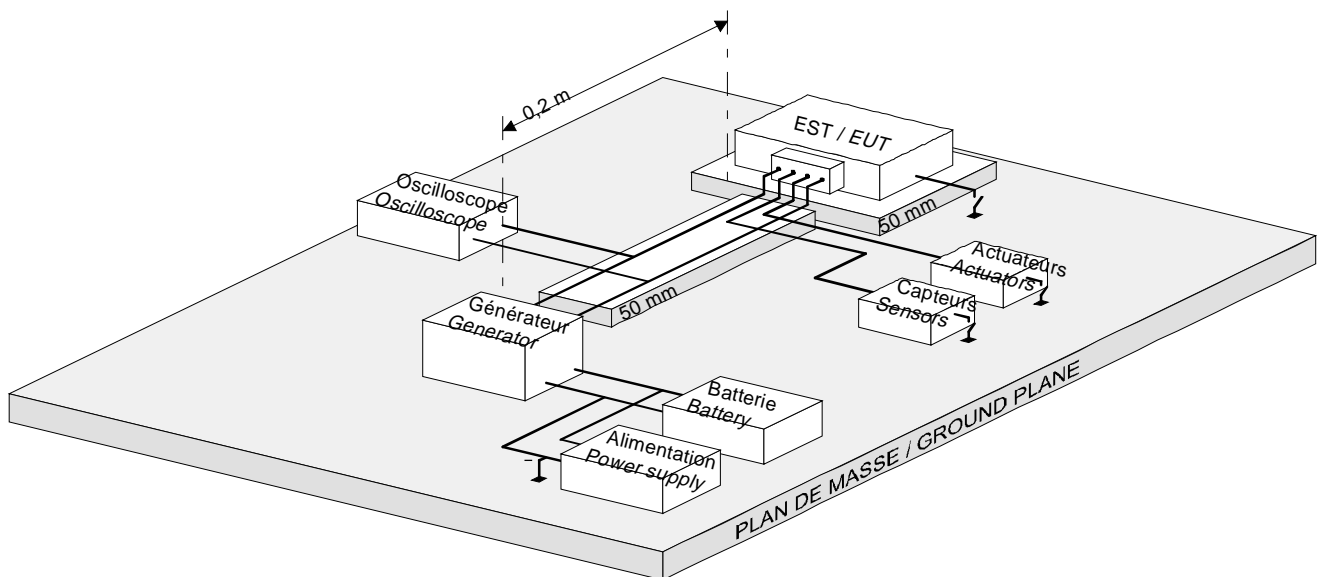 0,2 m
EST / EUT
Oscilloscope
Oscilloscope
50 mm
Actuateurs
Actuators
Capteurs
Sensors
50 mm
Générateur
Generator
Batterie
Battery
Alimentation
Power supply
PLAN DE MASSE / GROUND PLANE